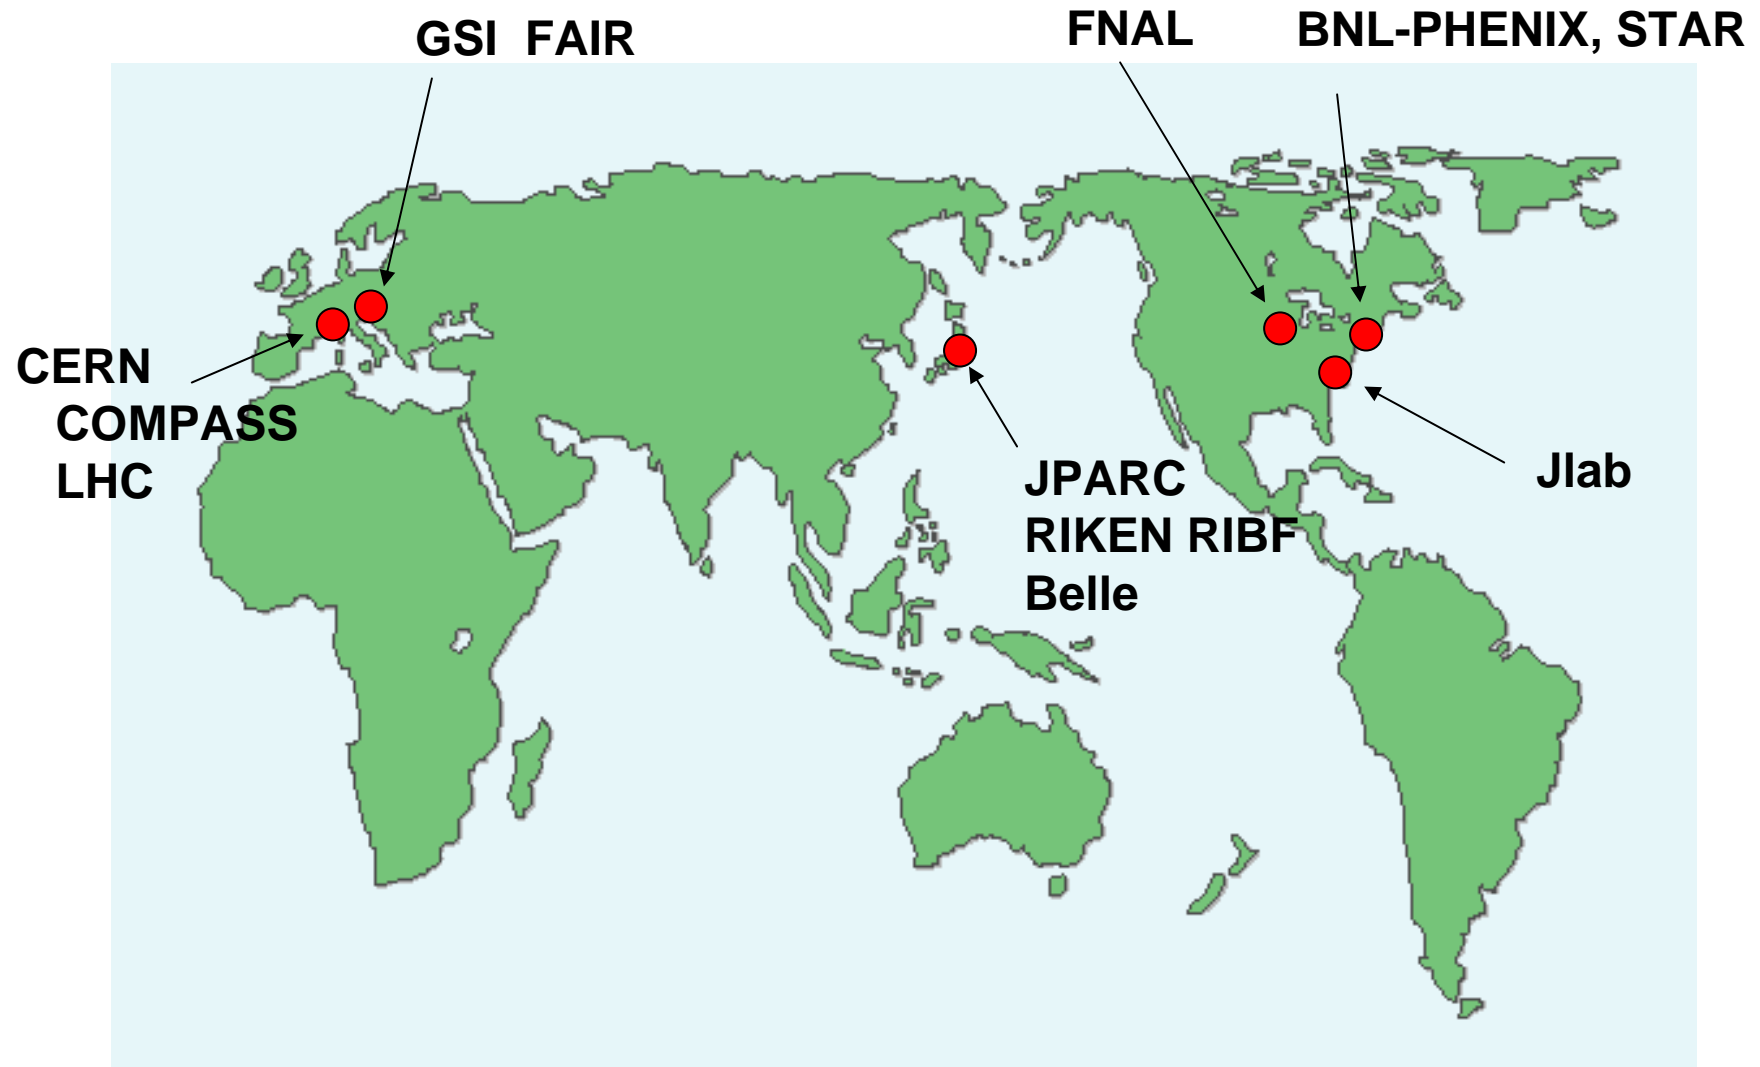 GSI  FAIR
FNAL
BNL-PHENIX, STAR
CERN
COMPASS
LHC
JPARC
RIKEN RIBF
Belle
Jlab